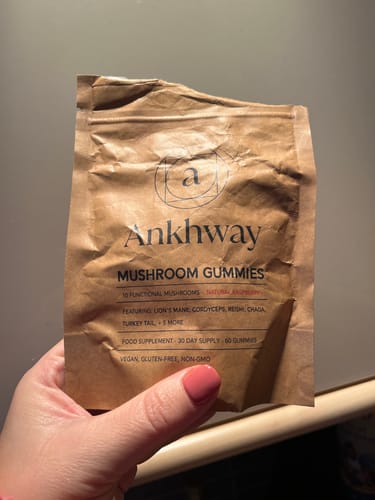 a
Ankhway
MUSHROOM GUMMIES
10 FUNCTIONAL MUSHROOMS - NATURAL RASPBERRY
FEATURING: LION'S MANE, CORDYCEPS, REISHI, CHAGA,
TURKEY TAIL, + 5 MORE
FOOD SUPPLEMENT - 30 DAY SUPPLY - 60 GUMMIES
VEGAN, GLUTEN-FREE, NON-GMO